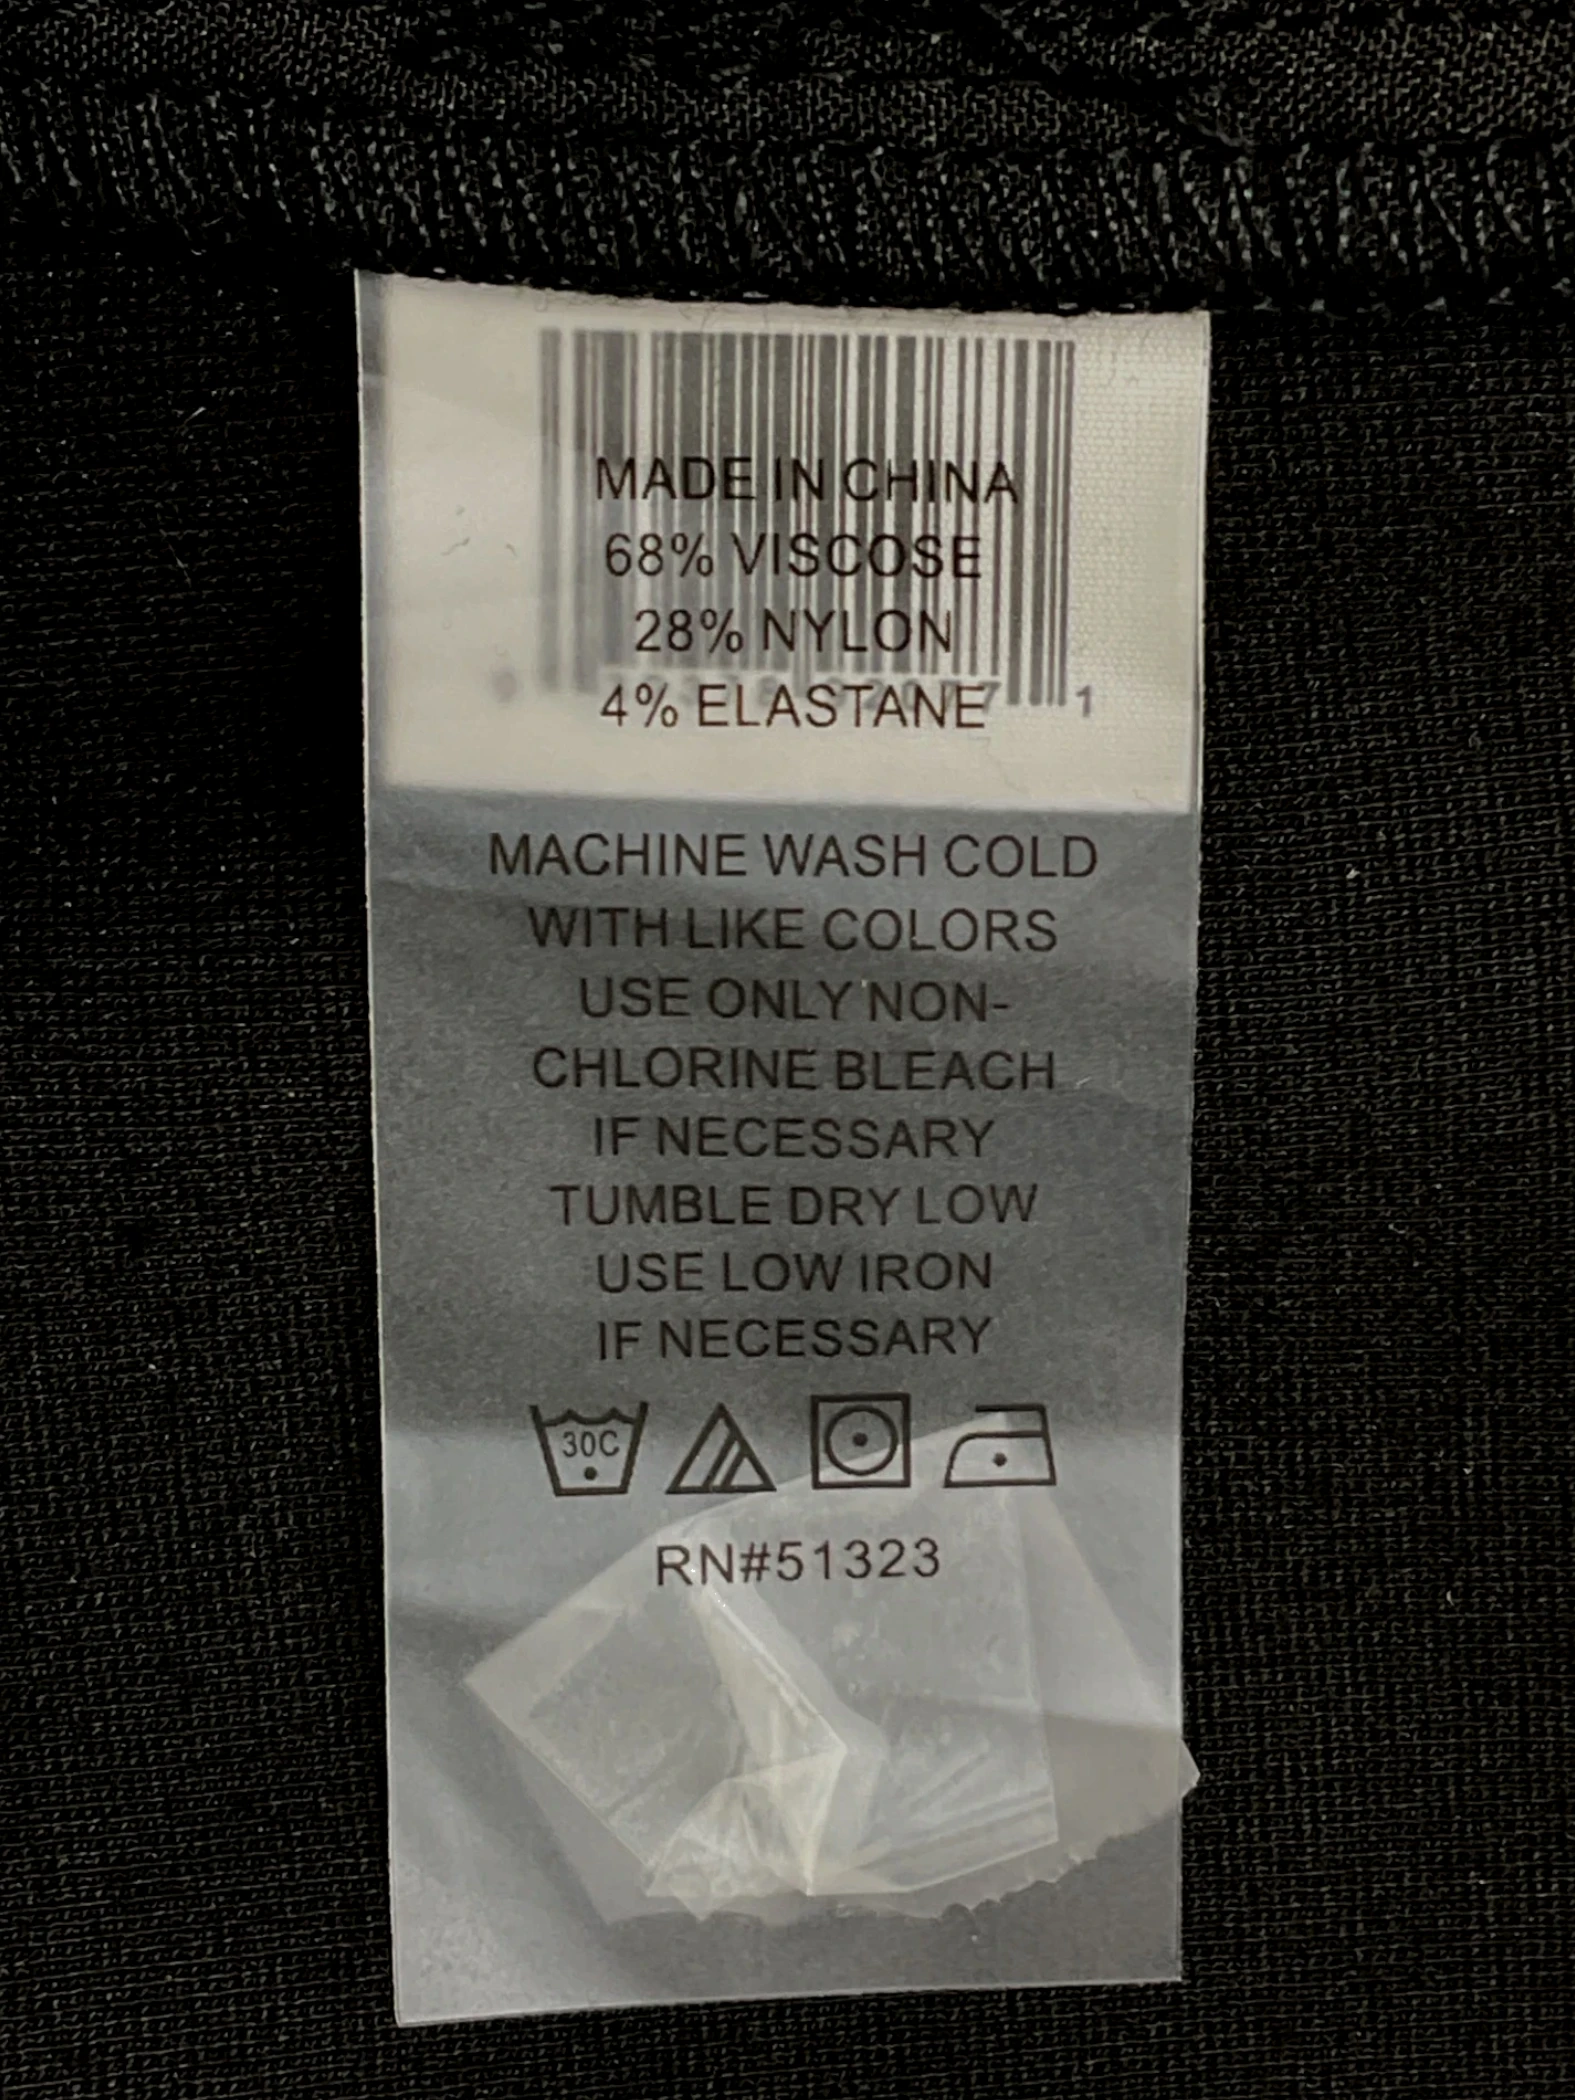 MADE IN CHINA
68% VISCOSE
28% NYLON
4% ELASTANE
1
MACHINE WASH COLD
WITH LIKE COLORS
USE ONLY NON-
CHLORINE BLEACH
IF NECESSARY
TUMBLE DRY LOW
USE LOW IRON
IF NECESSARY
30C
RN#51323